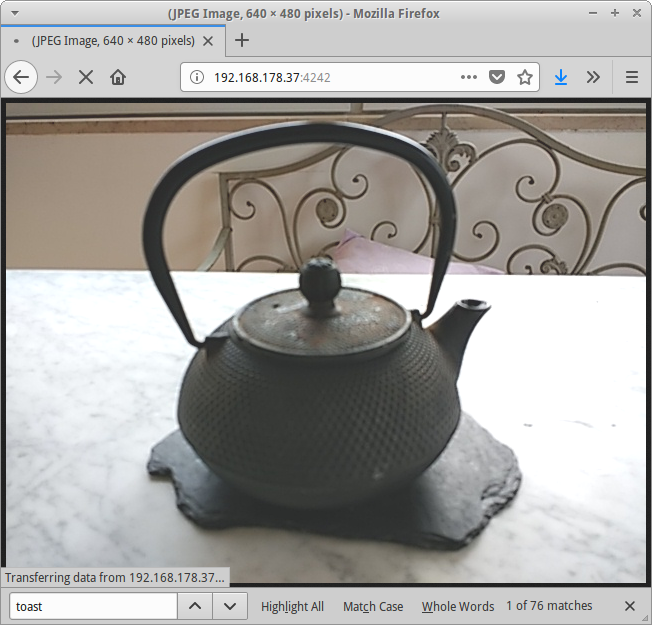 (JPEG Image, 640 × 480 pixels) - Mozilla Firefox
(JPEG Image, 640 × 480 pixels)
192.168.178.37:4242
Transferring data from 192.168.178.37...
toast Highlight All Match Case Whole Words 1 of 76 matches